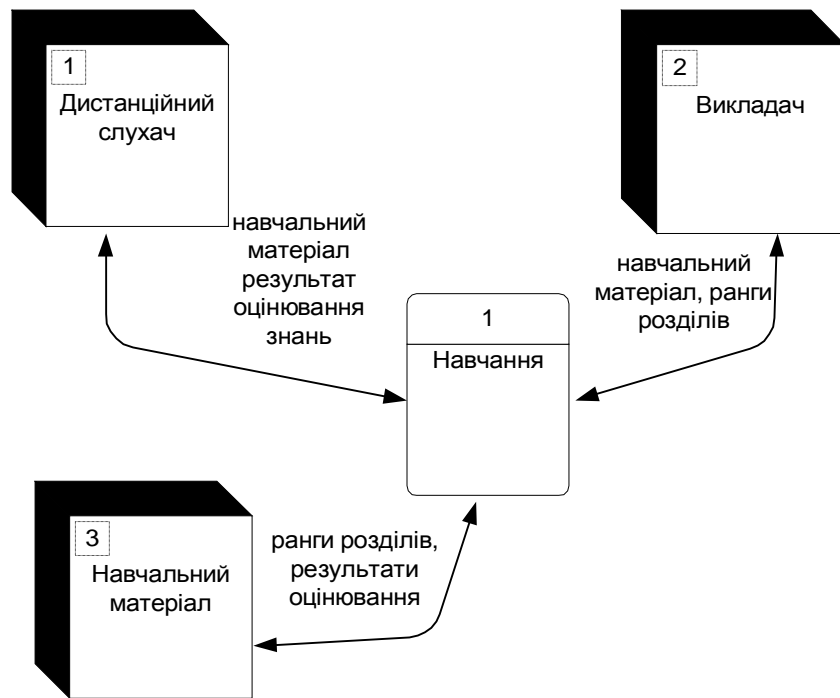 1
Дистанційний
слухач
2
Викладач
навчальний
матеріал
результат
оцінювання
знань
навчальний
матеріал, ранги
розділів
1
Навчання
3
Навчальний
матеріал
ранги розділів,
результати
оцінювання